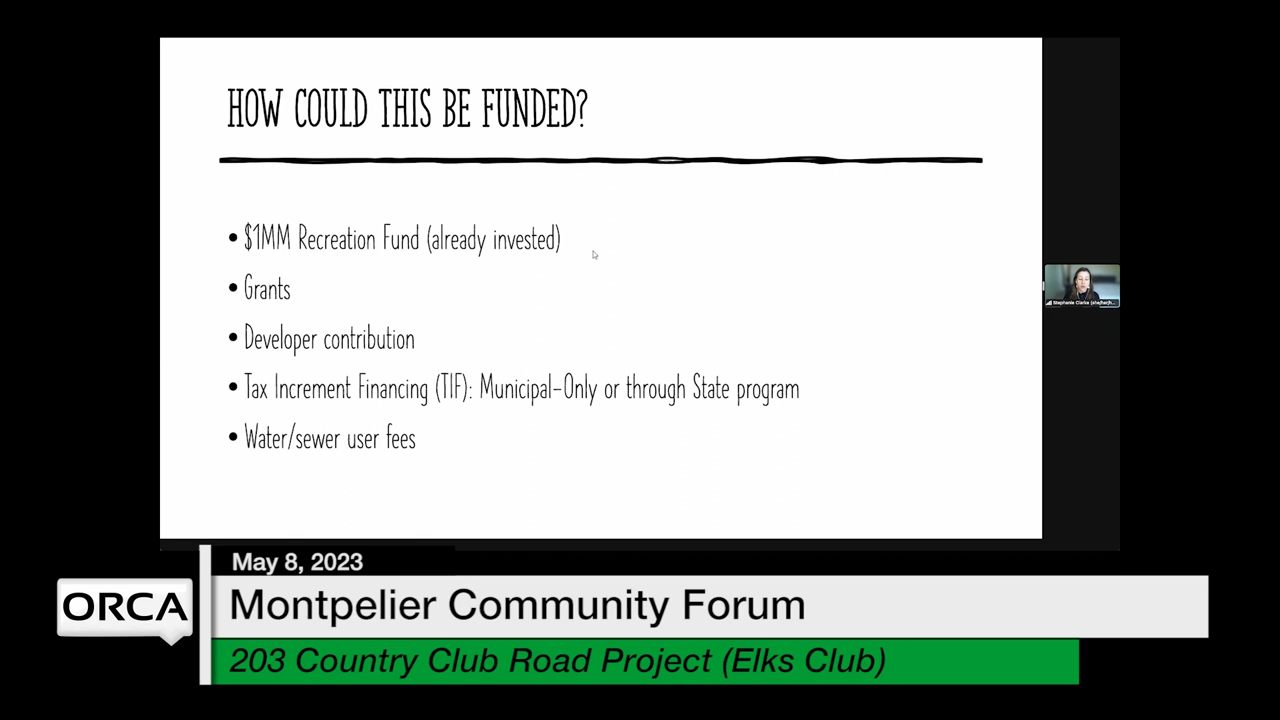 HOW COULD THIS BE FUNDED?
• $1MM Recreation Fund (already invested)
• Grants
• Developer contribution
• Tax Increment Financing (TIF): Municipal-Only or through State program
• Water/sewer user fees
Stephanie Clarke
May 8, 2023
ORCA
Montpelier Community Forum
203 Country Club Road Project (Elks Club)